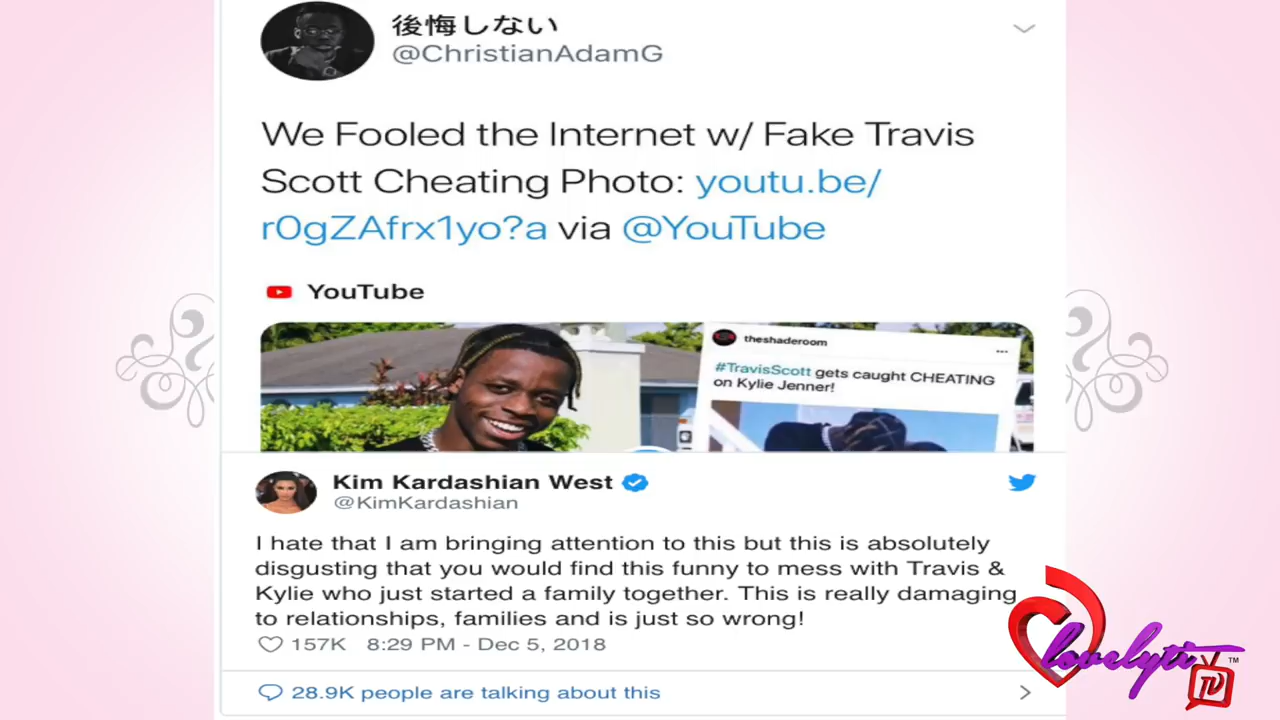 後悔しない
@ChristianAdamG
We Fooled the Internet w/ Fake Travis
Scott Cheating Photo: youtu.be/
r0gZAfrx1yo?a via @YouTube
YouTube
theshaderoom
#TravisScott gets caught CHEATING
on Kylie Jenner!
Kim Kardashian West
@KimKardashian
I hate that I am bringing attention to this but this is absolutely
disgusting that you would find this funny to mess with Travis &
Kylie who just started a family together. This is really damaging
to relationships, families and is just so wrong!
157K 8:29 PM - Dec 5, 2018
28.9K people are talking about this
lovelyti TV ™